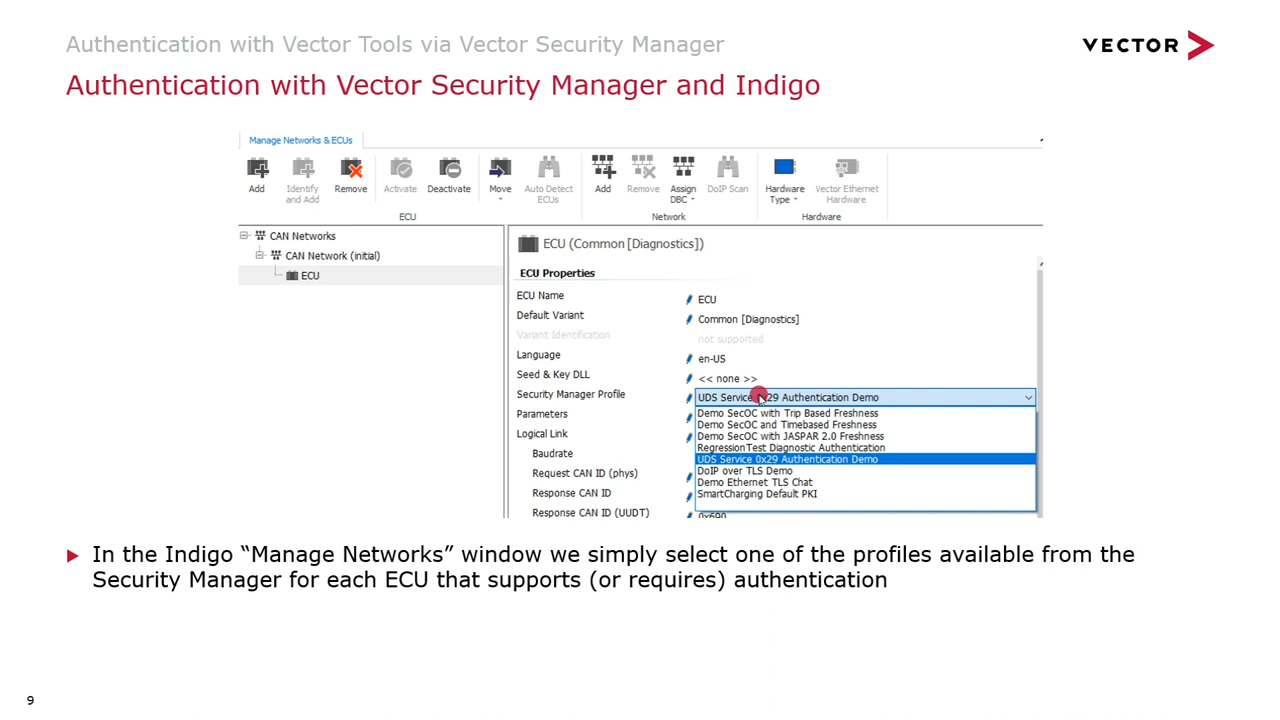 Authentication with Vector Tools via Vector Security Manager
VECTOR
Authentication with Vector Security Manager and Indigo
Manage Networks & ECUs
Add
Identify and Add
Remove
Activate
Deactivate
Move
Auto Detect ECUs
Add
Remove
Assign DBC
DoIP Scan
Hardware Type
Vector Ethernet Hardware
ECU
Network
Hardware
CAN Networks
CAN Network (initial)
ECU
ECU (Common [Diagnostics])
ECU Properties
ECU Name ECU
Default Variant Common [Diagnostics]
Variant Identification not supported
Language en-US
Seed & Key DLL << none >>
Security Manager Profile UDS Service 0x29 Authentication Demo
Parameters
Logical Link
Baudrate
Request CAN ID (phys)
Response CAN ID
Response CAN ID (UUDT) 0x690
Demo SecOC with Trip Based Freshness
Demo SecOC and Timebased Freshness
Demo SecOC with JASPAR 2.0 Freshness
RegressionTest Diagnostic Authentication
UDS Service 0x29 Authentication Demo
DoIP over TLS Demo
Demo Ethernet TLS Chat
SmartCharging Default PKI
In the Indigo “Manage Networks” window we simply select one of the profiles available from the
Security Manager for each ECU that supports (or requires) authentication
9